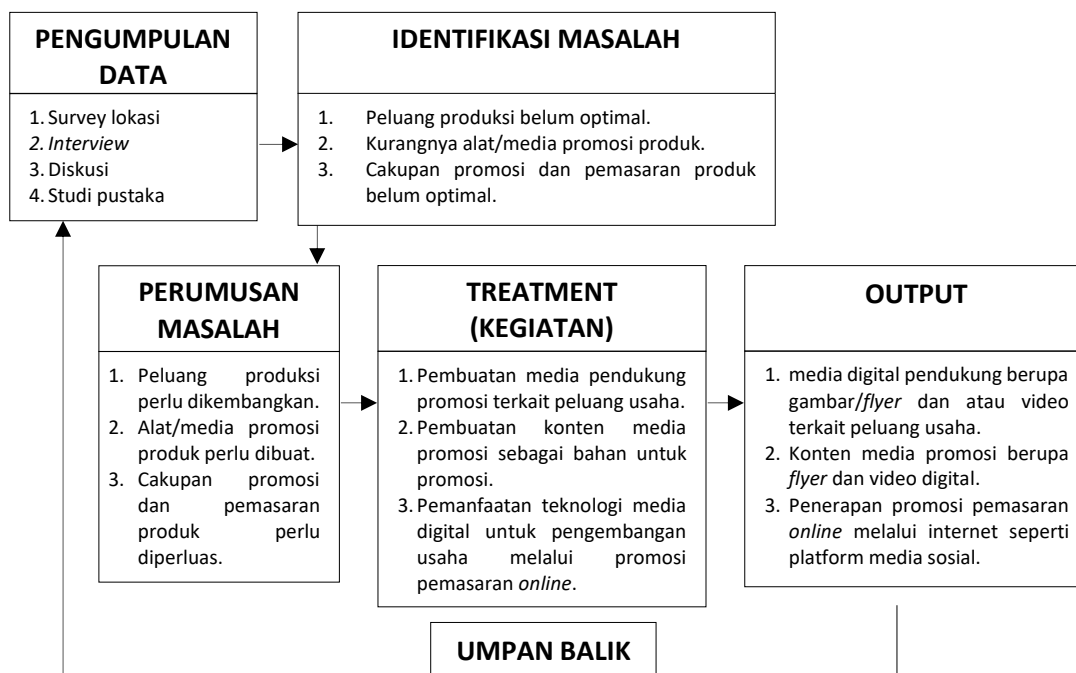 PENGUMPULAN
DATA
1. Survey lokasi
2. Interview
3. Diskusi
4. Studi pustaka
IDENTIFIKASI MASALAH
1. Peluang produksi belum optimal.
2. Kurangnya alat/media promosi produk.
3. Cakupan promosi dan pemasaran produk
belum optimal.
PERUMUSAN
MASALAH
1. Peluang produksi
perlu dikembangkan.
2. Alat/media promosi
produk perlu dibuat.
3. Cakupan promosi
dan pemasaran
produk perlu
diperluas.
TREATMENT
(KEGIATAN)
1. Pembuatan media pendukung
promosi terkait peluang usaha.
2. Pembuatan konten media
promosi sebagai bahan untuk
promosi.
3. Pemanfaatan teknologi media
digital untuk pengembangan
usaha melalui promosi
pemasaran online.
OUTPUT
1. media digital pendukung berupa
gambar/flyer dan atau video
terkait peluang usaha.
2. Konten media promosi berupa
flyer dan video digital.
3. Penerapan promosi pemasaran
online melalui internet seperti
platform media sosial.
UMPAN BALIK